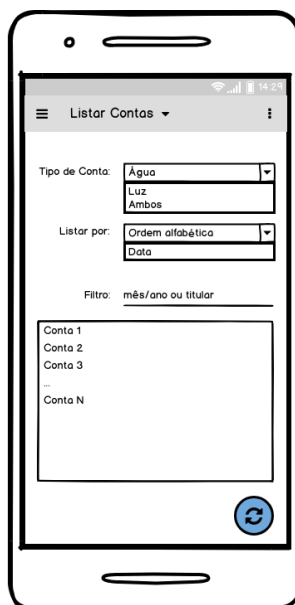 14:29
Listar Contas
Tipo de Conta: Água
Luz
Ambos
Listar por: Ordem alfabética
Data
Filtro: mês/ano ou titular
Conta 1
Conta 2
Conta 3
...
Conta N